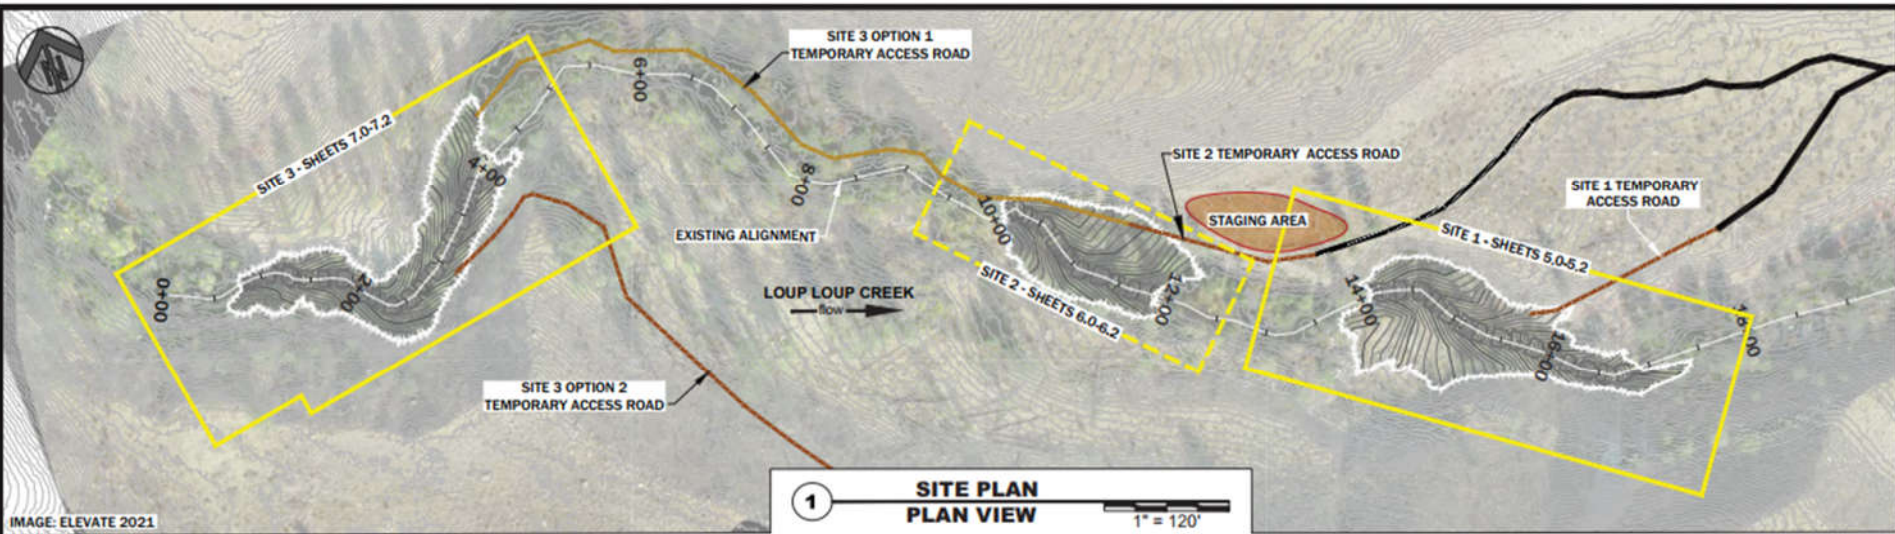 N
SITE 3 OPTION 1
TEMPORARY ACCESS ROAD
6+00
SITE 3 - SHEETS 7.0-7.2
4+00
SITE 2 TEMPORARY ACCESS ROAD
SITE 1 TEMPORARY
ACCESS ROAD
8+00
10+00
STAGING AREA
EXISTING ALIGNMENT
SITE 1 - SHEETS 5.0-5.2
0+00
2+00
LOUP LOUP CREEK
flow
SITE 2 - SHEETS 6.0-6.2
12+00
14+00
16+00
SITE 3 OPTION 2
TEMPORARY ACCESS ROAD
1
SITE PLAN
PLAN VIEW
1" = 120'
IMAGE: ELEVATE 2021